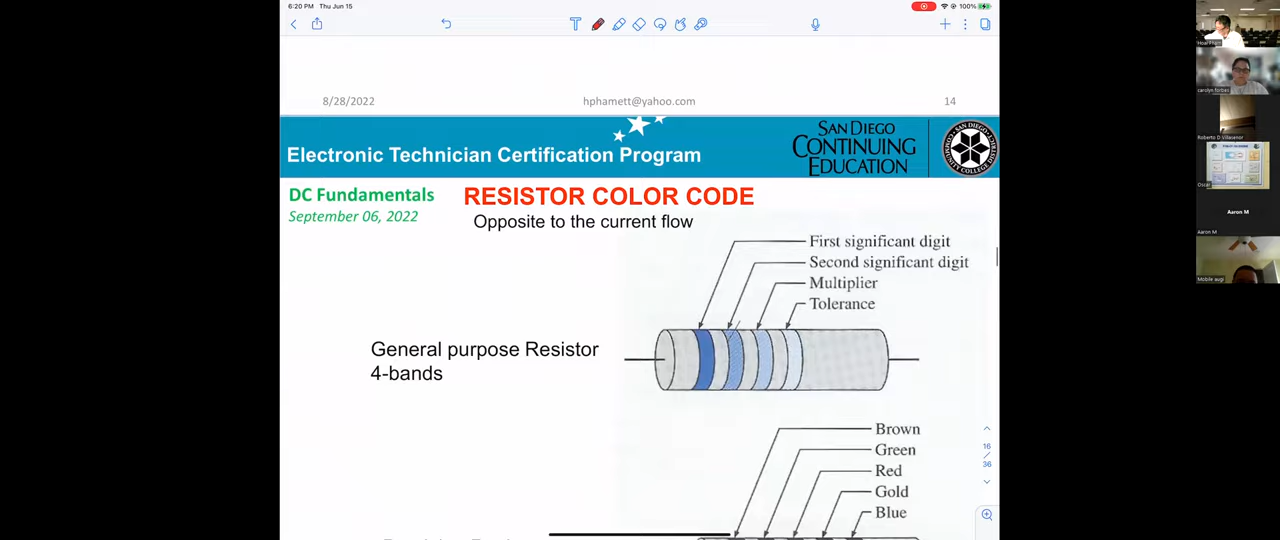 6:20 PM Thu Jun 15
100%
8/28/2022
hphamett@yahoo.com
14
Electronic Technician Certification Program
SAN DIEGO
CONTINUING
EDUCATION
DC Fundamentals
RESISTOR COLOR CODE
September 06, 2022
Opposite to the current flow
First significant digit
Second significant digit
Multiplier
Tolerance
General purpose Resistor
4-bands
Brown
Green
Red
Gold
Blue
16
/
36
carolyn forbes
Roberto D Villasenor
Oscar
Aaron M
Aaron M
Mobile augi